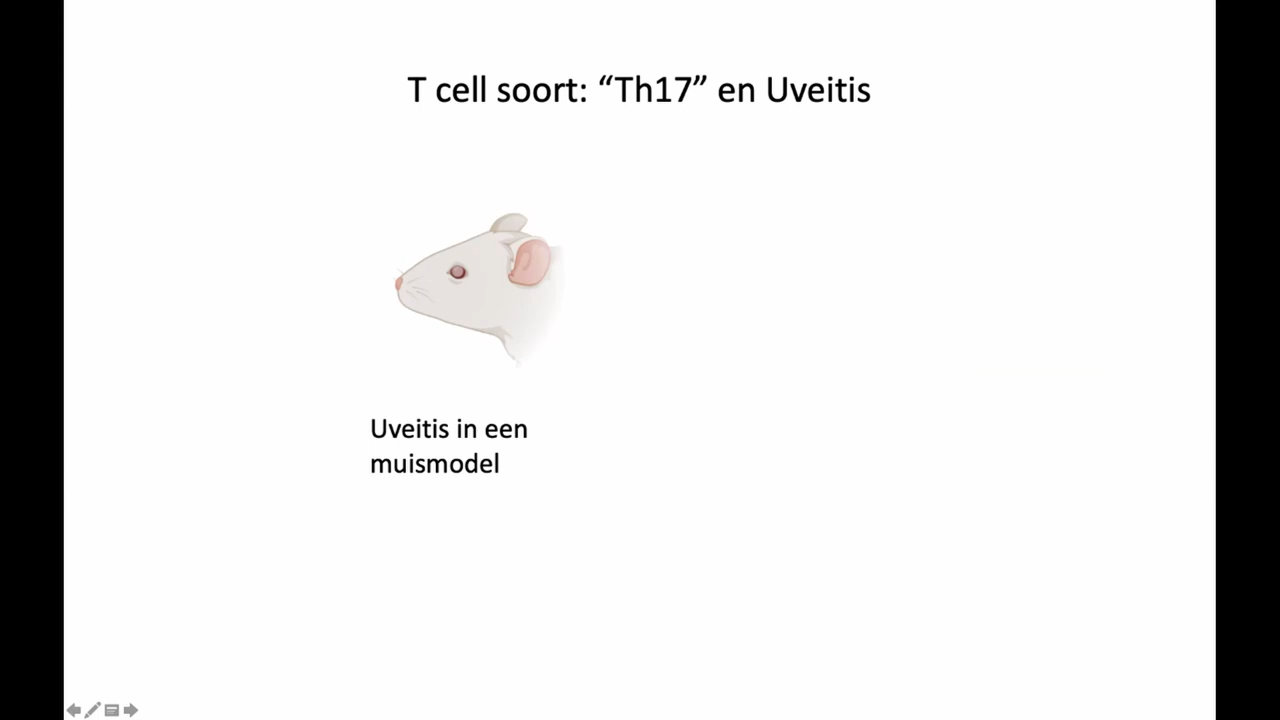 T cell soort: “Th17” en Uveitis
Uveitis in een
muismodel